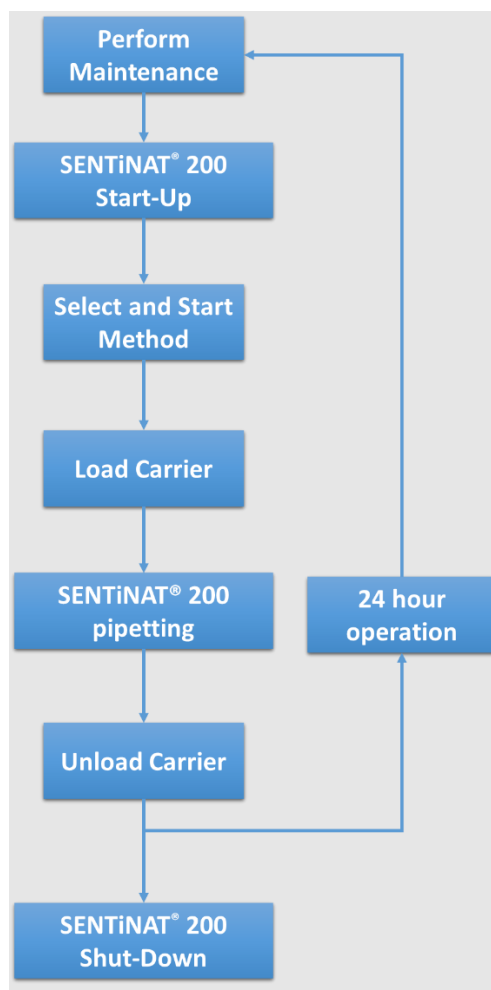 Perform
Maintenance
SENTiNAT® 200
Start-Up
Select and Start
Method
Load Carrier
SENTiNAT® 200
pipetting
24 hour
operation
Unload Carrier
SENTiNAT® 200
Shut-Down